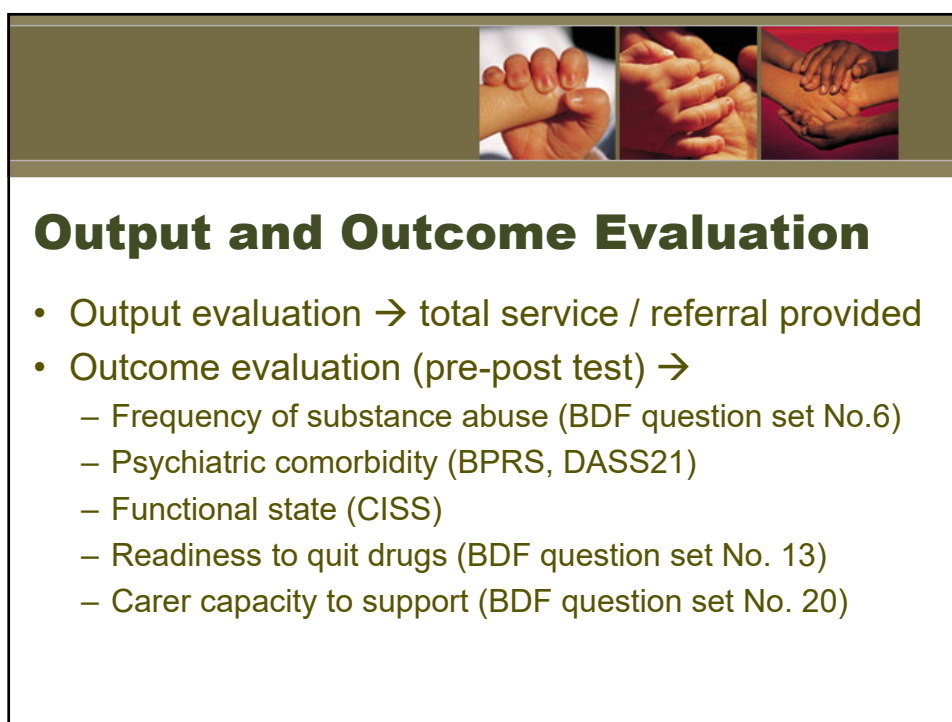 Output and Outcome Evaluation
• Output evaluation → total service / referral provided
• Outcome evaluation (pre-post test) →
– Frequency of substance abuse (BDF question set No.6)
– Psychiatric comorbidity (BPRS, DASS21)
– Functional state (CISS)
– Readiness to quit drugs (BDF question set No. 13)
– Carer capacity to support (BDF question set No. 20)